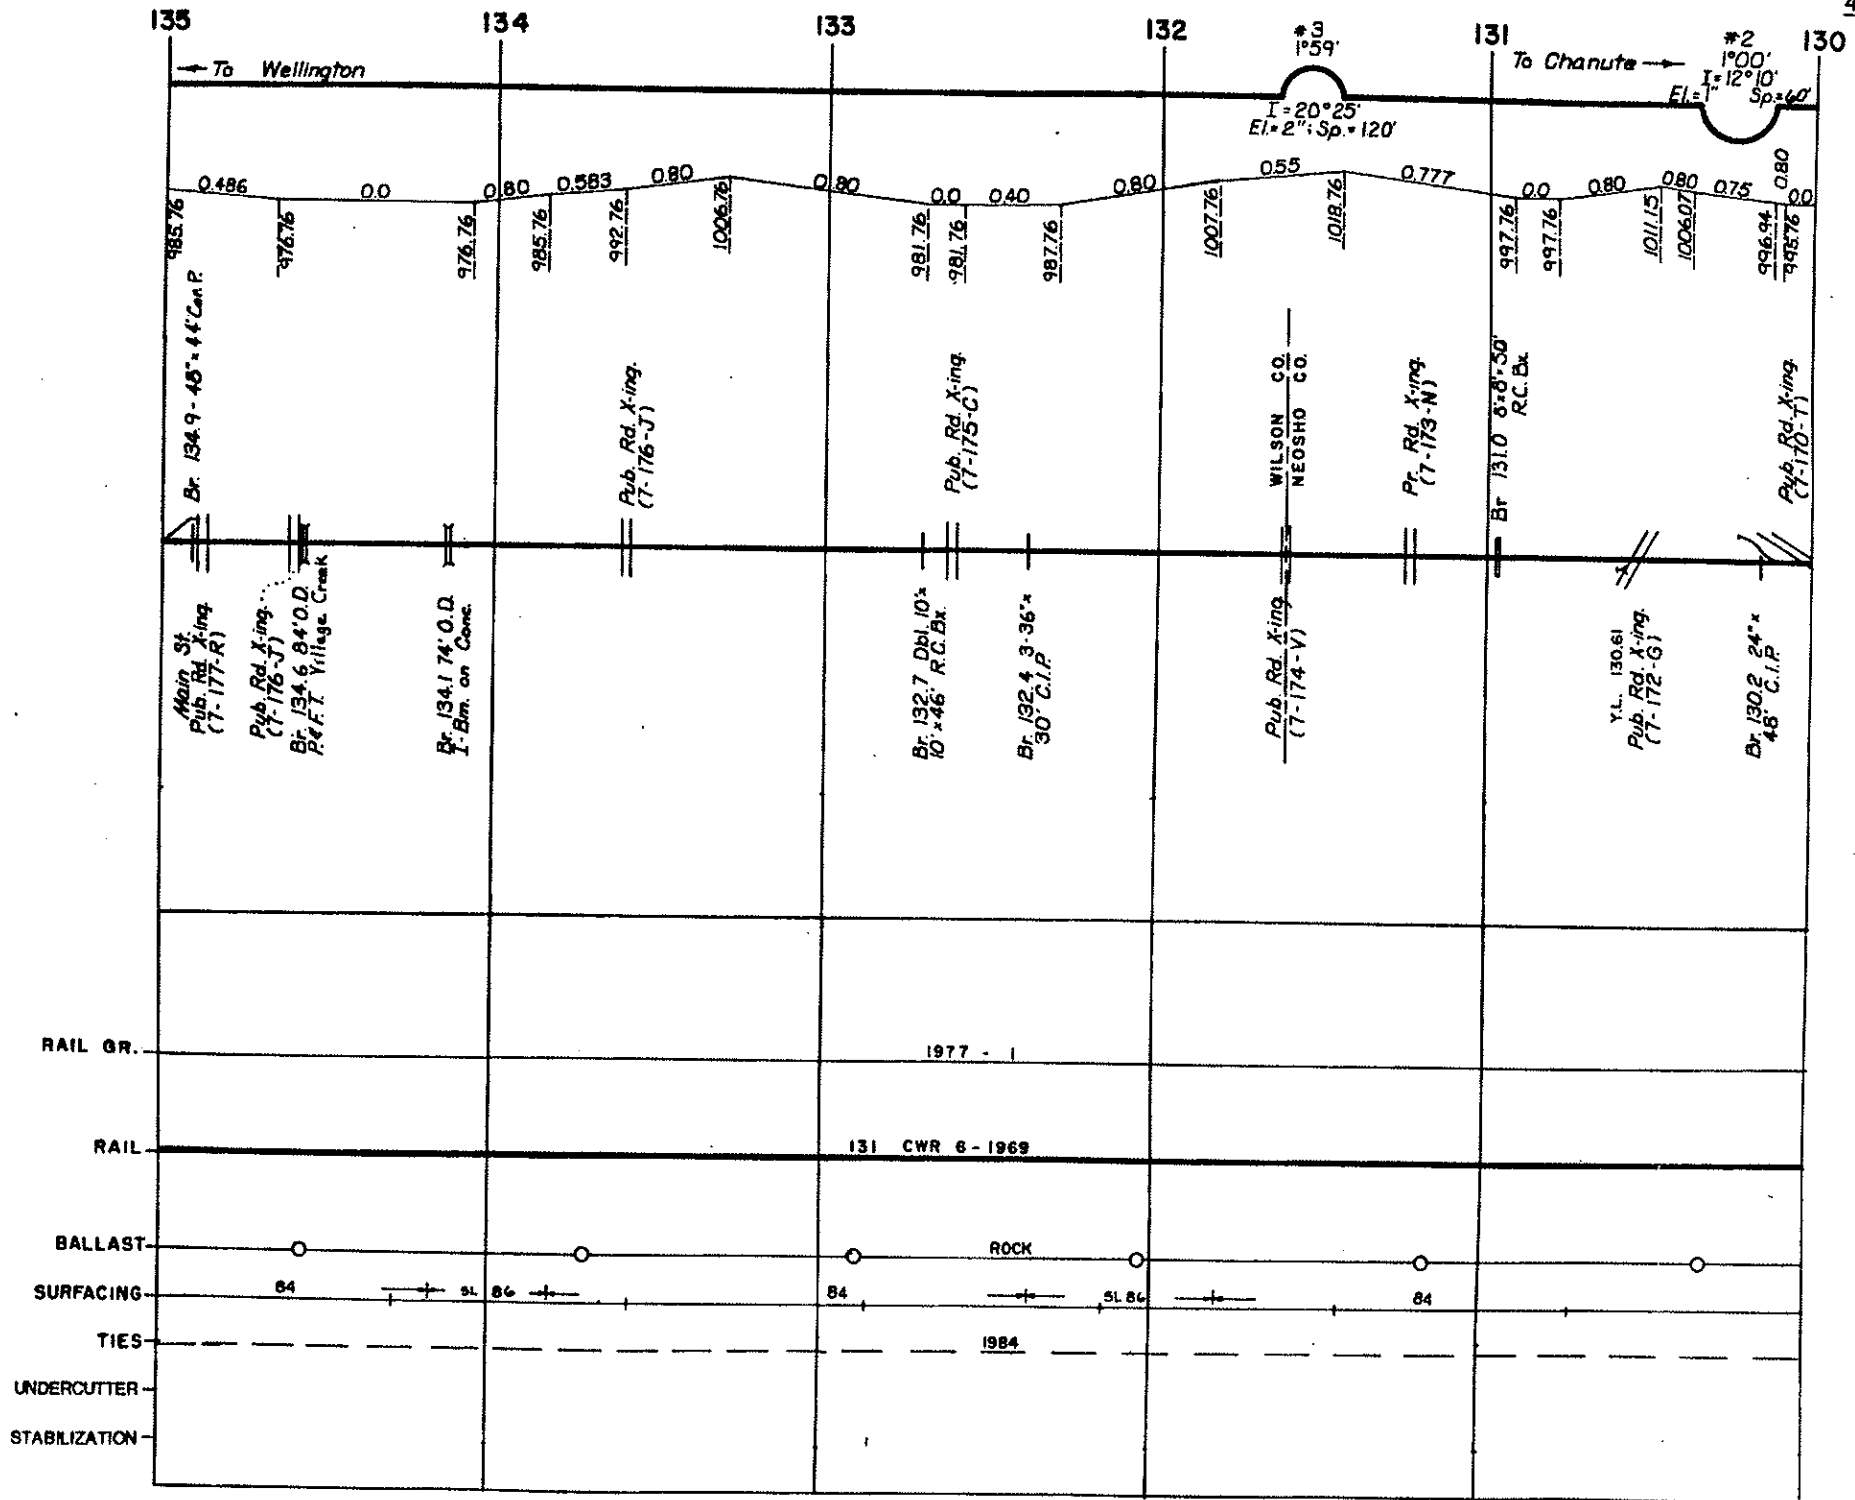 4
135 134 133 132 131 130
← To Wellington
To Chanute →
#3
1°59'
I=20°25'
El.=2"; Sp.=120'
#2
1°00'
I=12°10'
El.=1" Sp.=60'
0.486 0.0 0.80 0.583 0.80 0.80 0.0 0.40 0.80 0.55 0.777 0.0 0.80 0.80 0.75 0.80 0.0
985.76 976.76 976.76 985.76 992.76 1006.76 981.76 981.76 987.76 1007.76 1018.76 997.76 997.76 1011.15 1006.07 996.94 995.76
Br. 134.9 - 48" x 44' Con. P.
Pub. Rd. X-ing.
(7-176-J)
Pub. Rd. X-ing.
(7-175-C)
WILSON CO.
NEOSHO CO.
Pr. Rd. X-ing.
(7-173-N)
Br 131.0 8'x8'x50'
R.C. Bx.
Pub. Rd. X-ing.
(7-170-T)
Main St.
Pub. Rd. X-ing.
(7-177-R)
Pub. Rd. X-ing.
(7-176-J)
Br. 134.6 84' O.D.
P.&F.T. Village Creek
Br. 134.1 74' O.D.
I-Bm. on Conc.
Br. 132.7 Dbl. 10'x
10'x46' R.C. Bx.
Br. 132.4 3-36"x
30' C.I.P.
Pub. Rd. X-ing
(7-174-V)
Y.L. 130.61
Pub. Rd. X-ing.
(7-172-G)
Br. 130.2 24"x
48' C.I.P.
RAIL GR. 1977 - 1
RAIL 131 CWR 6-1969
BALLAST ROCK
SURFACING 84 SL 86 84 SL 86 84
TIES 1984
UNDERCUTTER
STABILIZATION